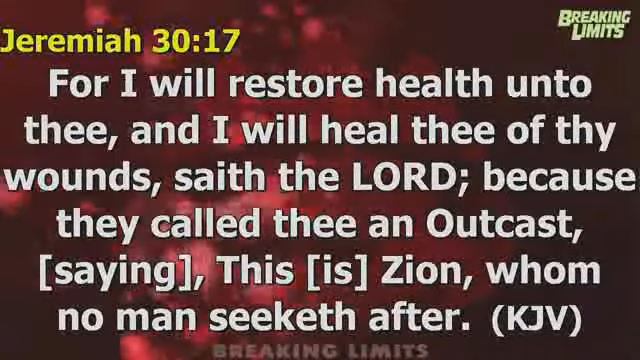 BREAKING
LIMITS
Jeremiah 30:17
For I will restore health unto
thee, and I will heal thee of thy
wounds, saith the LORD; because
they called thee an Outcast,
[saying], This [is] Zion, whom
no man seeketh after. (KJV)
BREAKING LIMITS